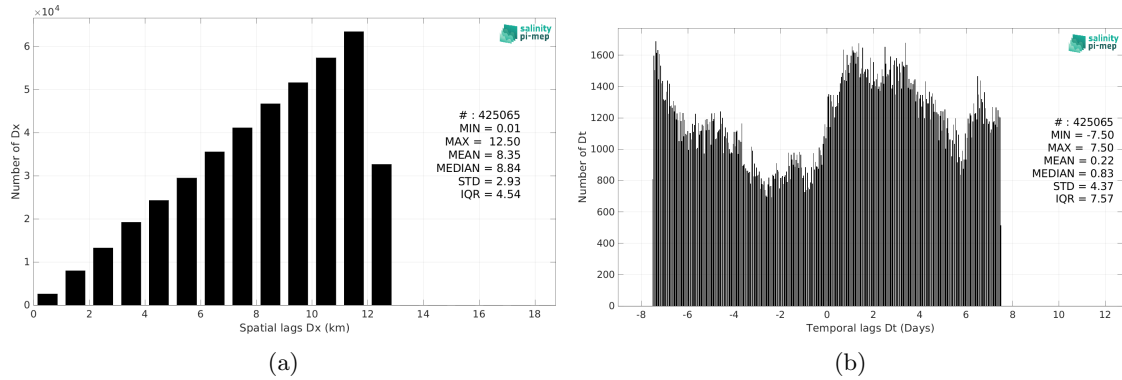 ×10⁴
6
5
4
3
2
1
0
Number of Dx
0 2 4 6 8 10 12 14 16 18
Spatial lags Dx (km)
salinity
pi-mep
# : 425065
MIN = 0.01
MAX = 12.50
MEAN = 8.35
MEDIAN = 8.84
STD = 2.93
IQR = 4.54
(a)
1600
1400
1200
1000
800
600
400
200
0
Number of Dt
-8 -6 -4 -2 0 2 4 6 8 10 12
Temporal lags Dt (Days)
salinity
pi-mep
# : 425065
MIN = -7.50
MAX = 7.50
MEAN = 0.22
MEDIAN = 0.83
STD = 4.37
IQR = 7.57
(b)